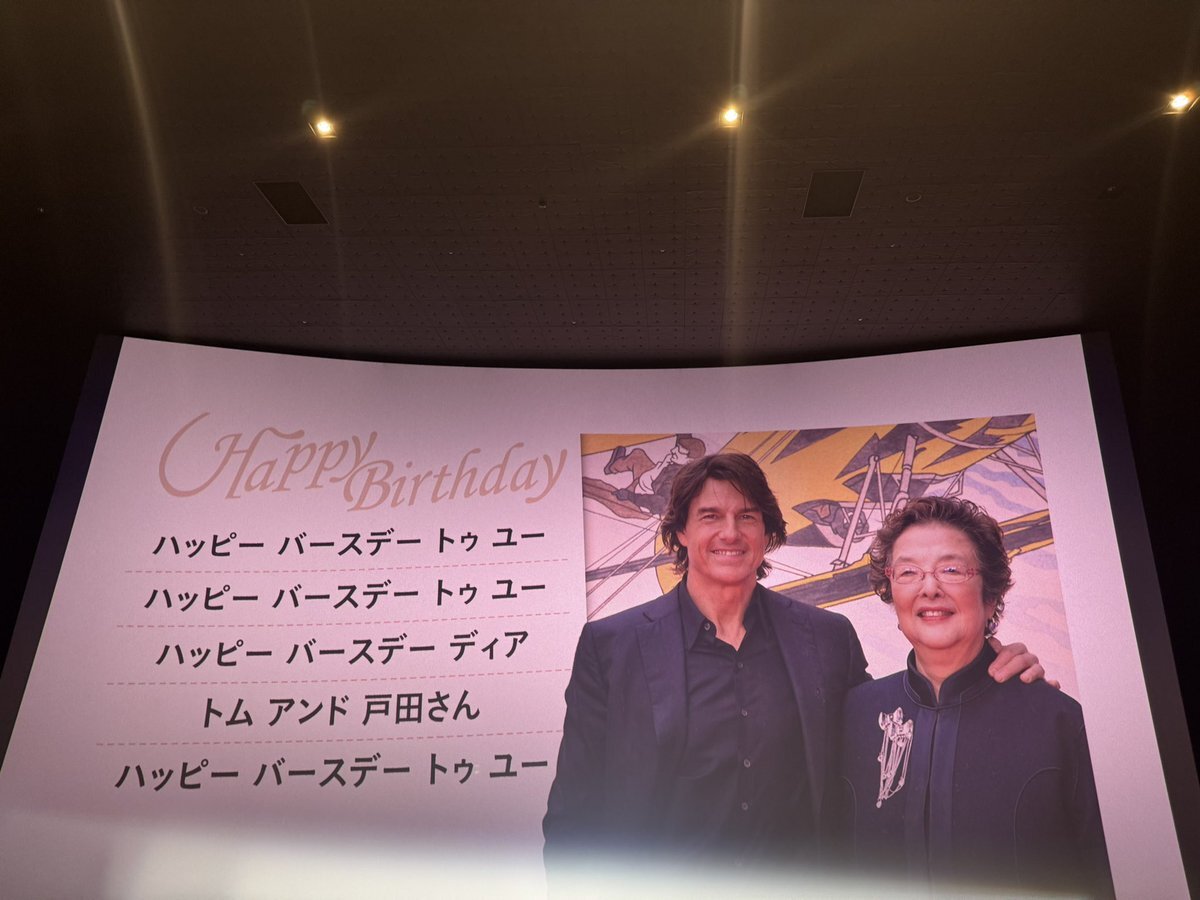 Happy Birthday
ハッピー バースデー トゥ ユー
ハッピー バースデー トゥ ユー
ハッピー バースデー ディア
トム アンド 戸田さん
ハッピー バースデー トゥ ユー